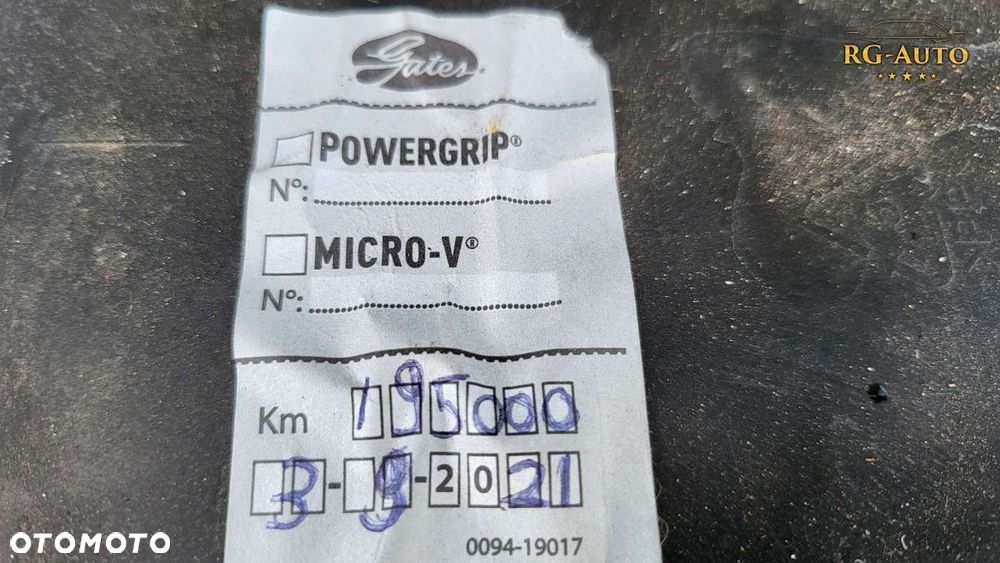 Gates
RG-AUTO
POWERGRIP®
N°:
MICRO-V®
N°:
Km 195000
3-9-2021
0094-19017
OTOMOTO